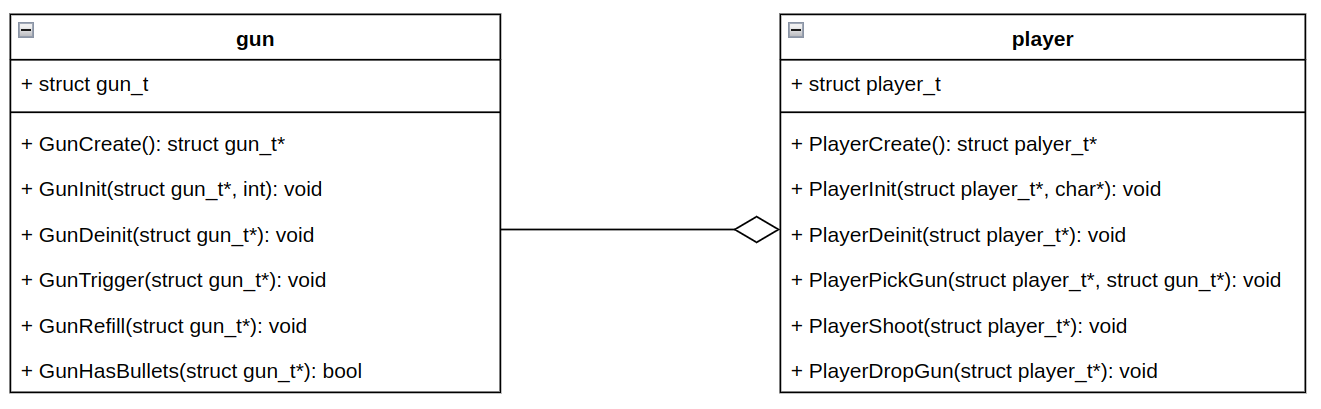 gun
+ struct gun_t
+ GunCreate(): struct gun_t*
+ GunInit(struct gun_t*, int): void
+ GunDeinit(struct gun_t*): void
+ GunTrigger(struct gun_t*): void
+ GunRefill(struct gun_t*): void
+ GunHasBullets(struct gun_t*): bool
player
+ struct player_t
+ PlayerCreate(): struct palyer_t*
+ PlayerInit(struct player_t*, char*): void
+ PlayerDeinit(struct player_t*): void
+ PlayerPickGun(struct player_t*, struct gun_t*): void
+ PlayerShoot(struct player_t*): void
+ PlayerDropGun(struct player_t*): void